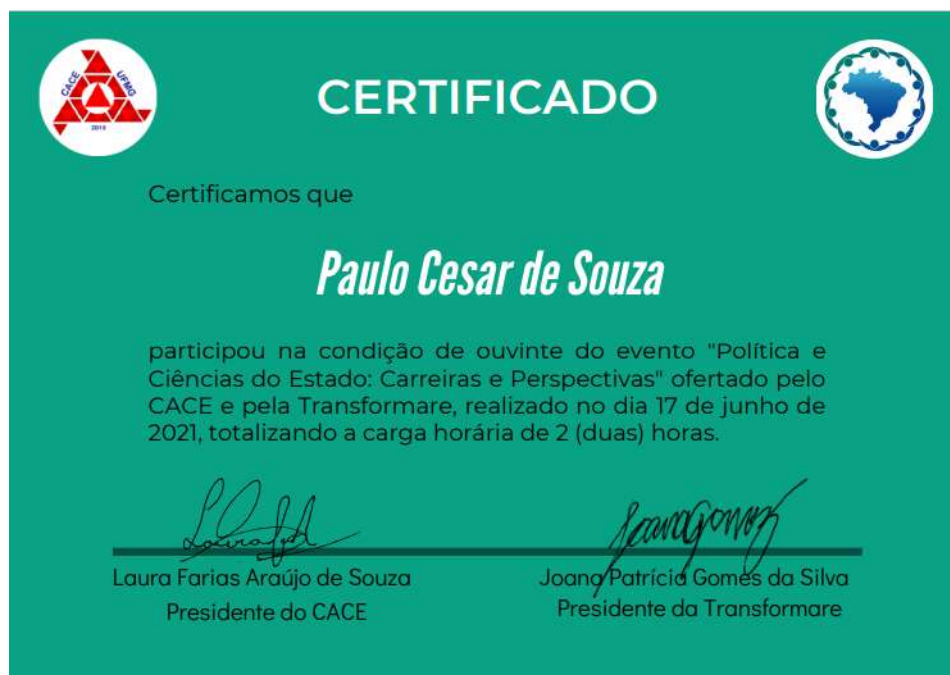 CACE UFMG
2010
CERTIFICADO
Certificamos que
Paulo Cesar de Souza
participou na condição de ouvinte do evento "Política e
Ciências do Estado: Carreiras e Perspectivas" ofertado pelo
CACE e pela Transformare, realizado no dia 17 de junho de
2021, totalizando a carga horária de 2 (duas) horas.
Laura Farias Araújo de Souza
Presidente do CACE
Joana Patrícia Gomes da Silva
Presidente da Transformare